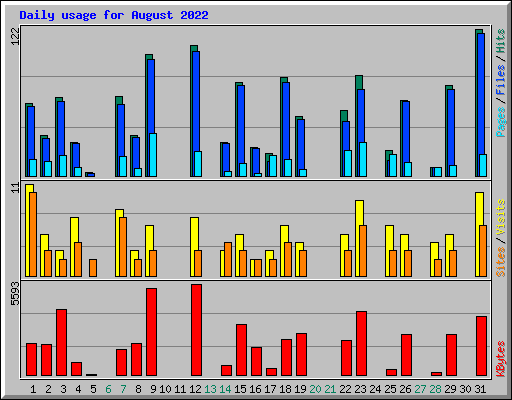 Daily usage for August 2022
122
Pages / Files / Hits
11
Sites / Visits
5593
KBytes
1 2 3 4 5 6 7 8 9 10 11 12 13 14 15 16 17 18 19 20 21 22 23 24 25 26 27 28 29 30 31